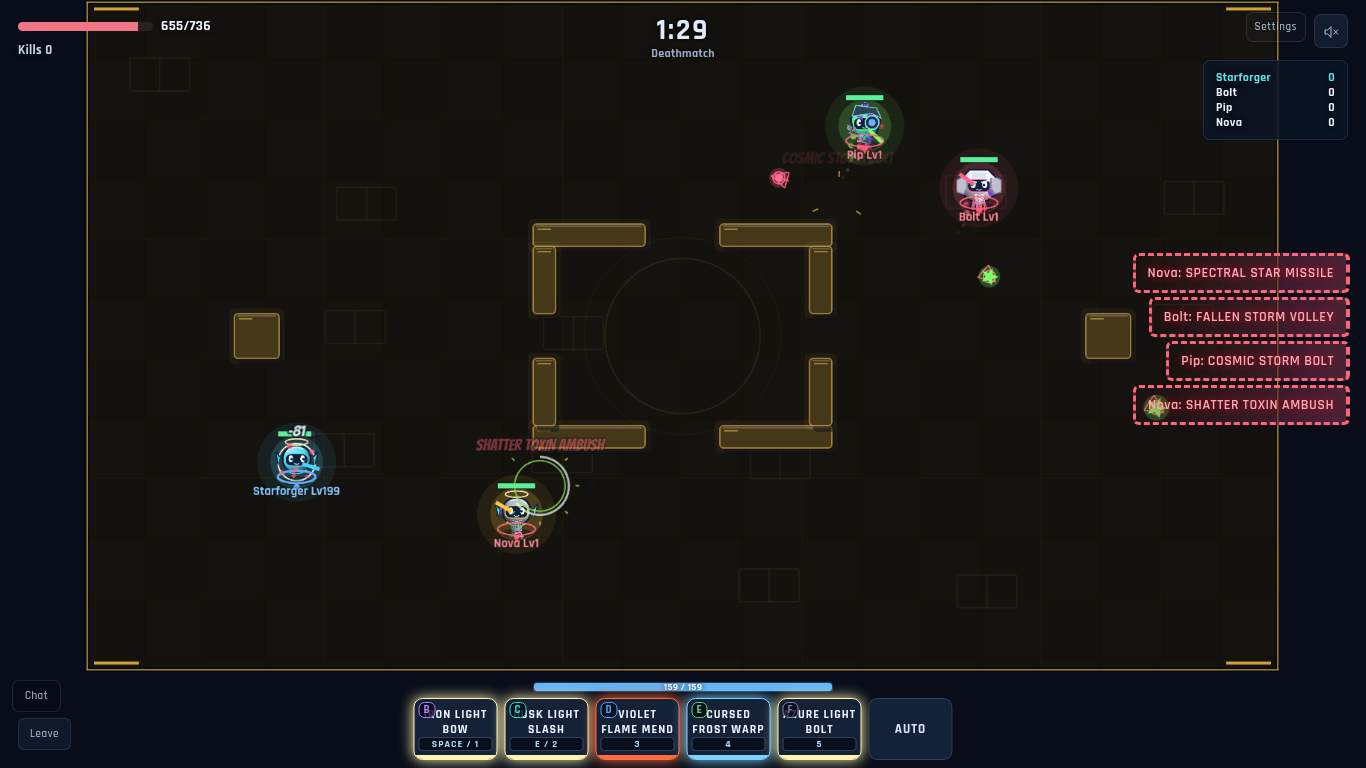 655/736
Kills 0
1:29
Deathmatch
Settings
Starforger 0
Bolt 0
Pip 0
Nova 0
Pip Lv1
Bolt Lv1
Nova: SPECTRAL STAR MISSILE
Bolt: FALLEN STORM VOLLEY
Pip: COSMIC STORM BOLT
Nova: SHATTER TOXIN AMBUSH
-81
Starforger Lv199
SHATTER TOXIN AMBUSH
Nova Lv1
159 / 159
B
LIGHT BOW
SPACE / 1
C
LIGHT SLASH
E / 2
D
VIOLET FLAME MEND
3
E
CURSED FROST WARP
4
F
LIGHT BOLT
5
AUTO
Chat
Leave